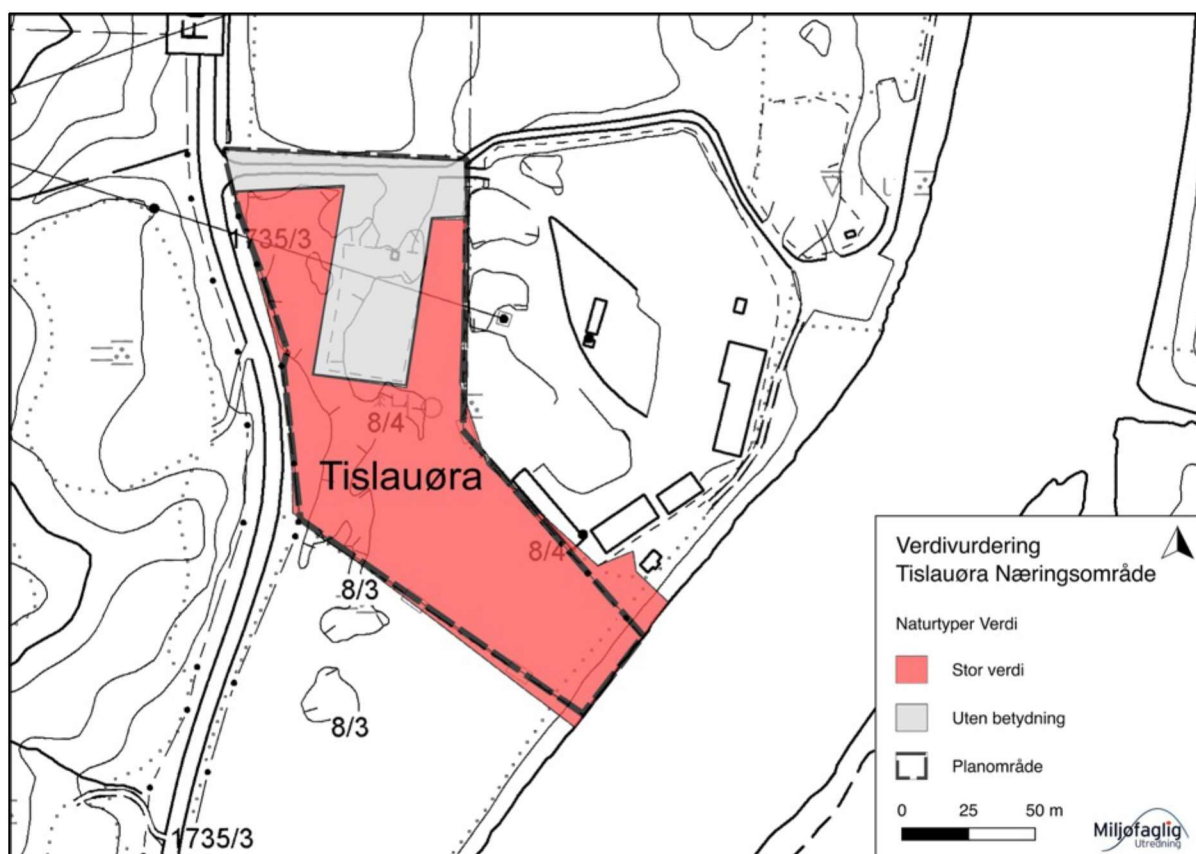 F
1735/3
8/4
Tislauøra
8/4
8/3
8/3
1735/3
Verdivurdering
Tislauøra Næringsområde
Naturtyper Verdi
Stor verdi
Uten betydning
Planområde
0 25 50 m
Miljøfaglig
Utredning